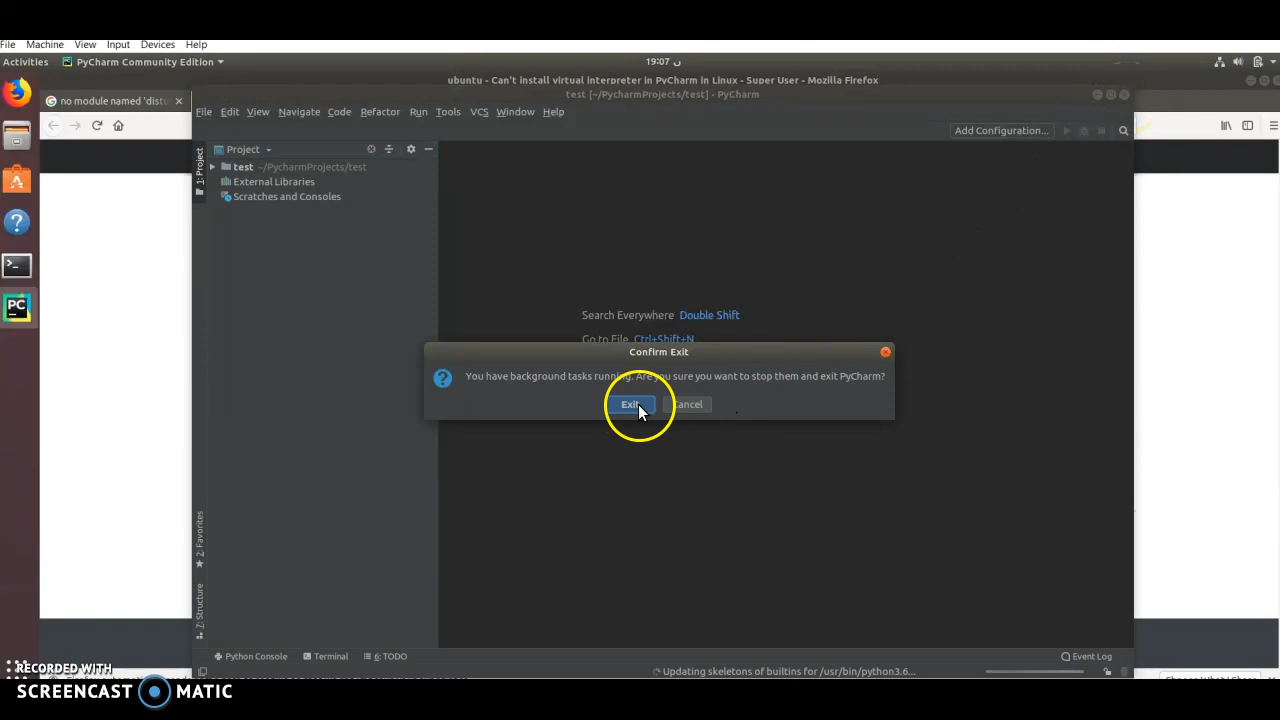 File Machine View Input Devices Help
Activities PyCharm Community Edition 19:07 ن
ubuntu - Can't install virtual interpreter in PyCharm in Linux - Super User - Mozilla Firefox
no module named 'distu
test [~/PycharmProjects/test] - PyCharm
File Edit View Navigate Code Refactor Run Tools VCS Window Help
Add Configuration...
1: Project
Project
test ~/PycharmProjects/test
External Libraries
Scratches and Consoles
Search Everywhere Double Shift
Go to File Ctrl+Shift+N
Confirm Exit
You have background tasks running. Are you sure you want to stop them and exit PyCharm?
Exit Cancel
2: Favorites
7: Structure
Python Console Terminal 6: TODO Event Log
Updating skeletons of builtins for /usr/bin/python3.6...
RECORDED WITH
SCREENCAST MATIC